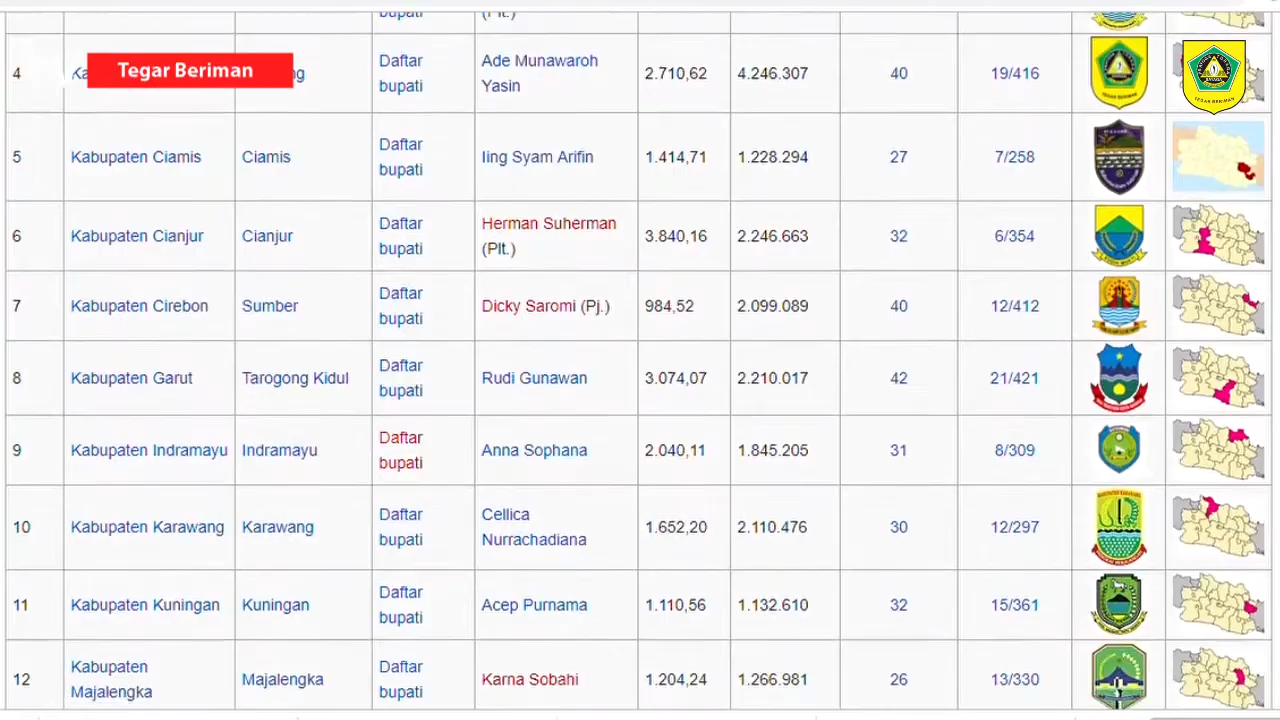 (Plt.)
Tegar Beriman
4 Ka ng Daftar bupati Ade Munawaroh Yasin 2.710,62 4.246.307 40 19/416
TEGAR BERIMAN
TEGAR BERIMAN
5 Kabupaten Ciamis Ciamis Daftar bupati Iing Syam Arifin 1.414,71 1.228.294 27 7/258
6 Kabupaten Cianjur Cianjur Daftar bupati Herman Suherman (Plt.) 3.840,16 2.246.663 32 6/354
7 Kabupaten Cirebon Sumber Daftar bupati Dicky Saromi (Pj.) 984,52 2.099.089 40 12/412
8 Kabupaten Garut Tarogong Kidul Daftar bupati Rudi Gunawan 3.074,07 2.210.017 42 21/421
9 Kabupaten Indramayu Indramayu Daftar bupati Anna Sophana 2.040,11 1.845.205 31 8/309
10 Kabupaten Karawang Karawang Daftar bupati Cellica Nurrachadiana 1.652,20 2.110.476 30 12/297
11 Kabupaten Kuningan Kuningan Daftar bupati Acep Purnama 1.110,56 1.132.610 32 15/361
12 Kabupaten Majalengka Majalengka Daftar bupati Karna Sobahi 1.204,24 1.266.981 26 13/330